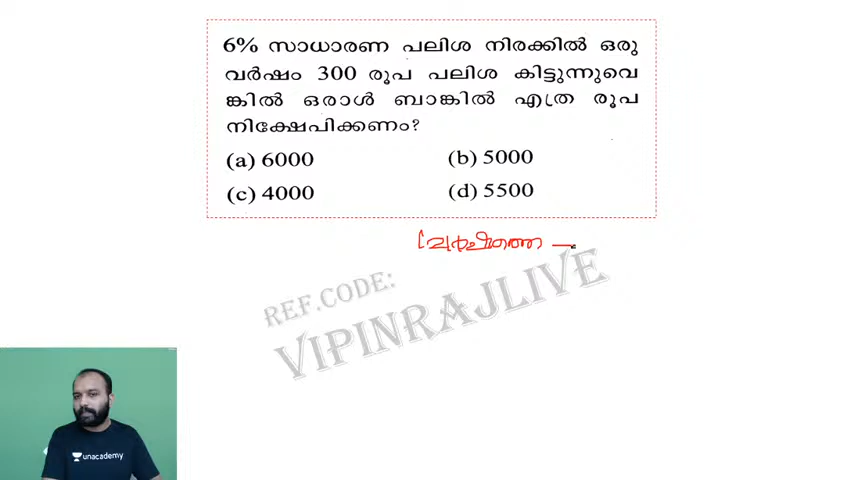 6% സാധാരണ പലിശ നിരക്കിൽ ഒരു
വർഷം 300 രൂപ പലിശ കിട്ടുന്നുവെ
ങ്കിൽ ഒരാൾ ബാങ്കിൽ എത്ര രൂപ
നിക്ഷേപിക്കണം?
(a) 6000 (b) 5000
(c) 4000 (d) 5500
REF.CODE:
VIPINRAJLIVE
unacademy